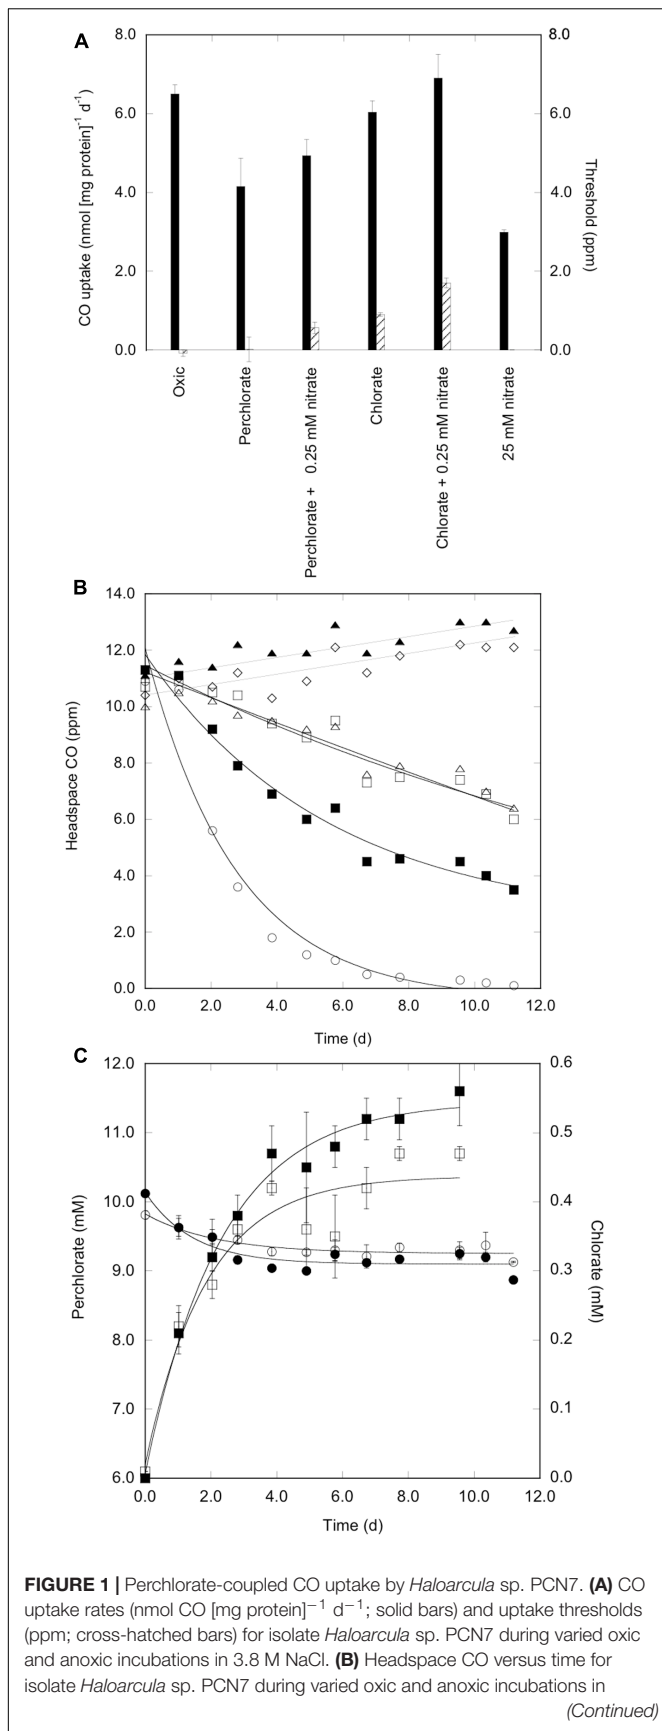 A
8.0
6.0
4.0
2.0
0.0
CO uptake (nmol [mg protein]⁻¹ d⁻¹)
8.0
6.0
4.0
2.0
0.0
Threshold (ppm)
Oxic
Perchlorate
Perchlorate + 0.25 mM nitrate
Chlorate
Chlorate + 0.25 mM nitrate
25 mM nitrate
B
14.0
12.0
10.0
8.0
6.0
4.0
2.0
0.0
Headspace CO (ppm)
0.0 2.0 4.0 6.0 8.0 10.0 12.0
Time (d)
C
12.0
11.0
10.0
9.0
8.0
7.0
6.0
Perchlorate (mM)
0.6
0.5
0.4
0.3
0.2
0.1
0.0
Chlorate (mM)
0.0 2.0 4.0 6.0 8.0 10.0 12.0
Time (d)
FIGURE 1 | Perchlorate-coupled CO uptake by Haloarcula sp. PCN7. (A) CO
uptake rates (nmol CO [mg protein]⁻¹ d⁻¹; solid bars) and uptake thresholds
(ppm; cross-hatched bars) for isolate Haloarcula sp. PCN7 during varied oxic
and anoxic incubations in 3.8 M NaCl. (B) Headspace CO versus time for
isolate Haloarcula sp. PCN7 during varied oxic and anoxic incubations in
(Continued)